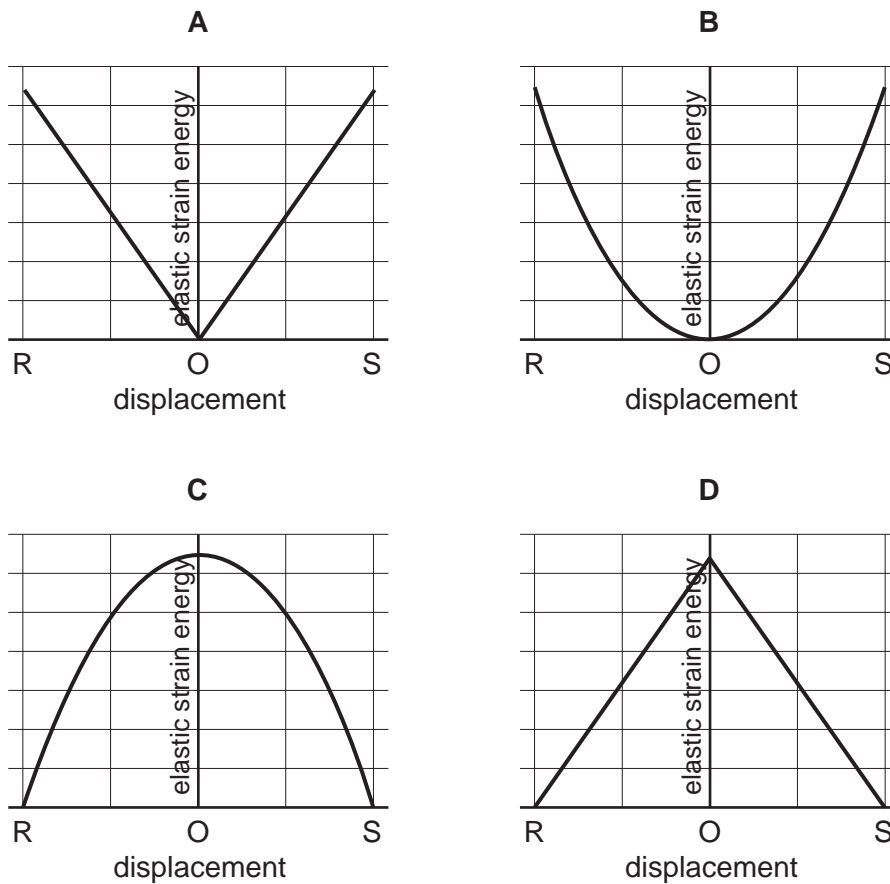 A
elastic strain energy
R O S
displacement
B
elastic strain energy
R O S
displacement
C
elastic strain energy
R O S
displacement
D
elastic strain energy
R O S
displacement